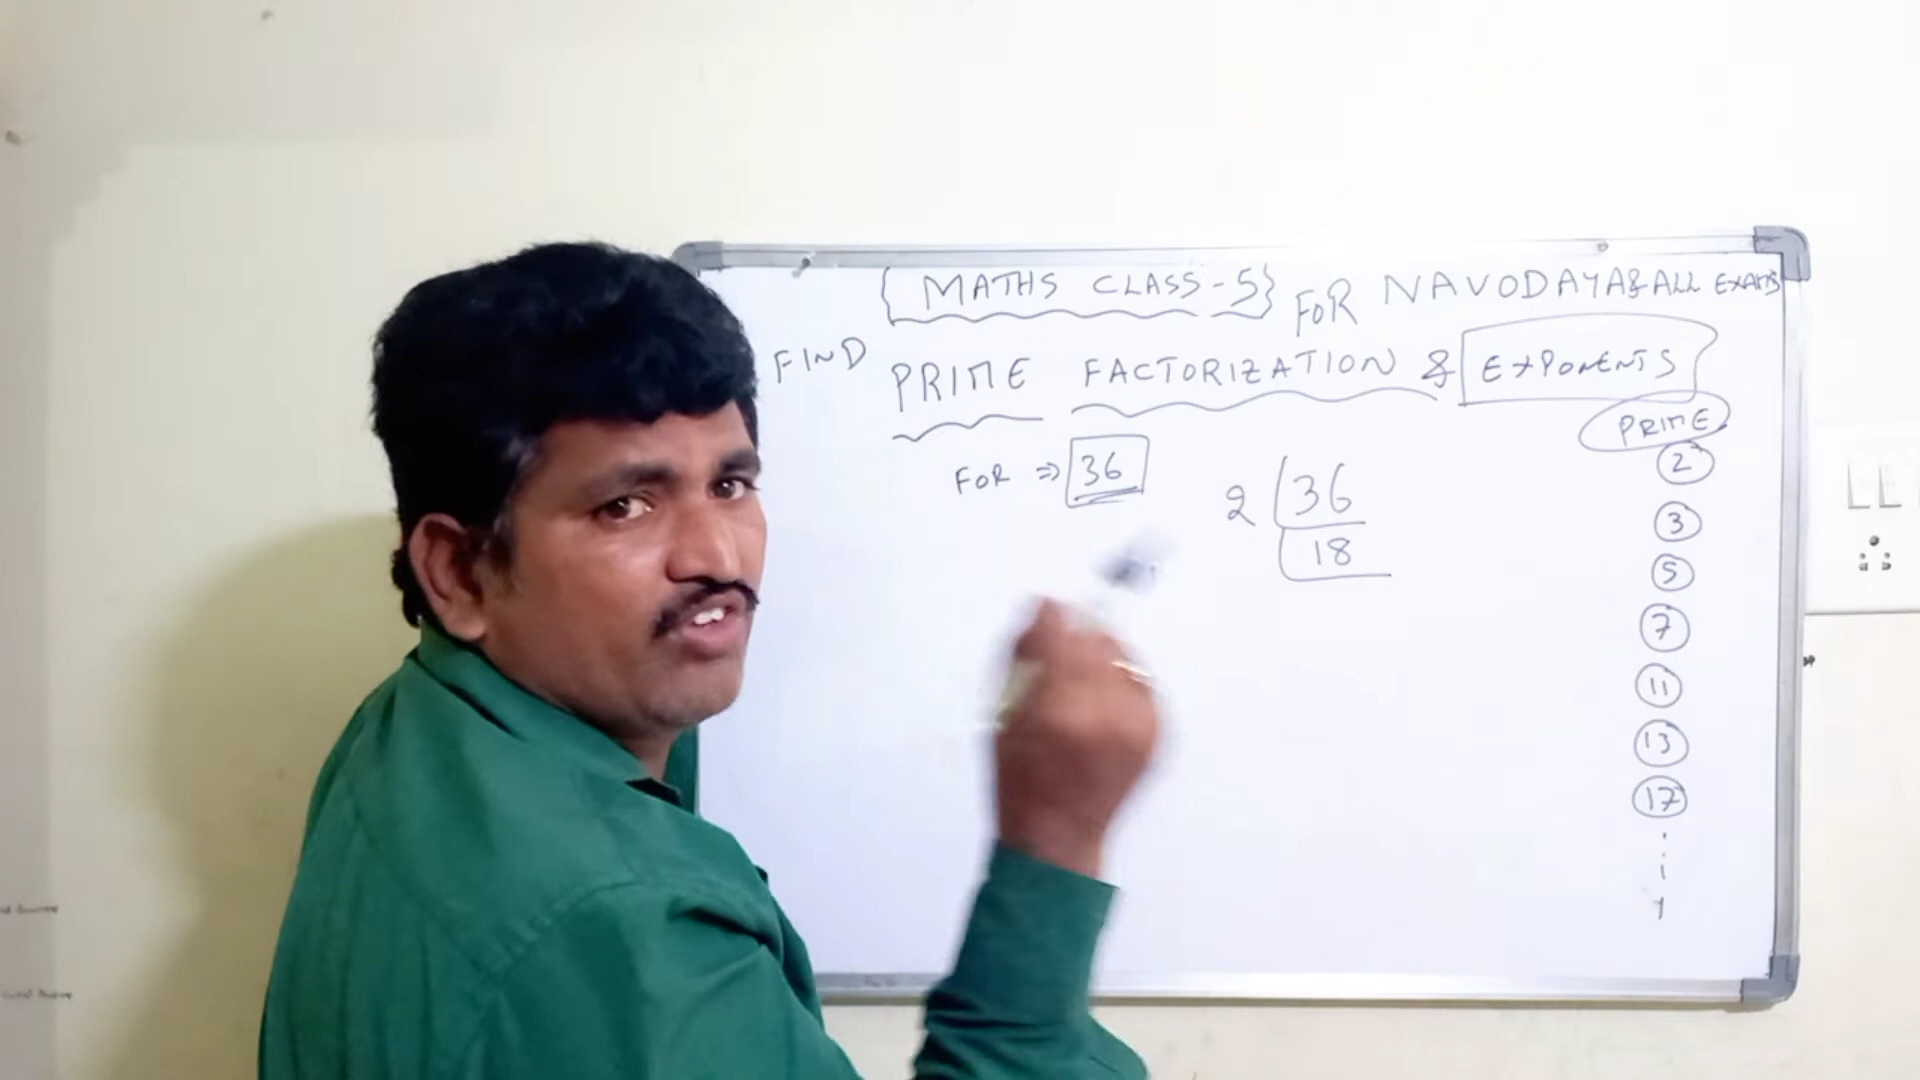 {MATHS CLASS-5} FOR NAVODAYA & ALL EXAMS
FIND PRIME FACTORIZATION & EXPONENTS
PRIME
FOR ⇒ 36
2 36
18
2
3
5
7
11
13
17